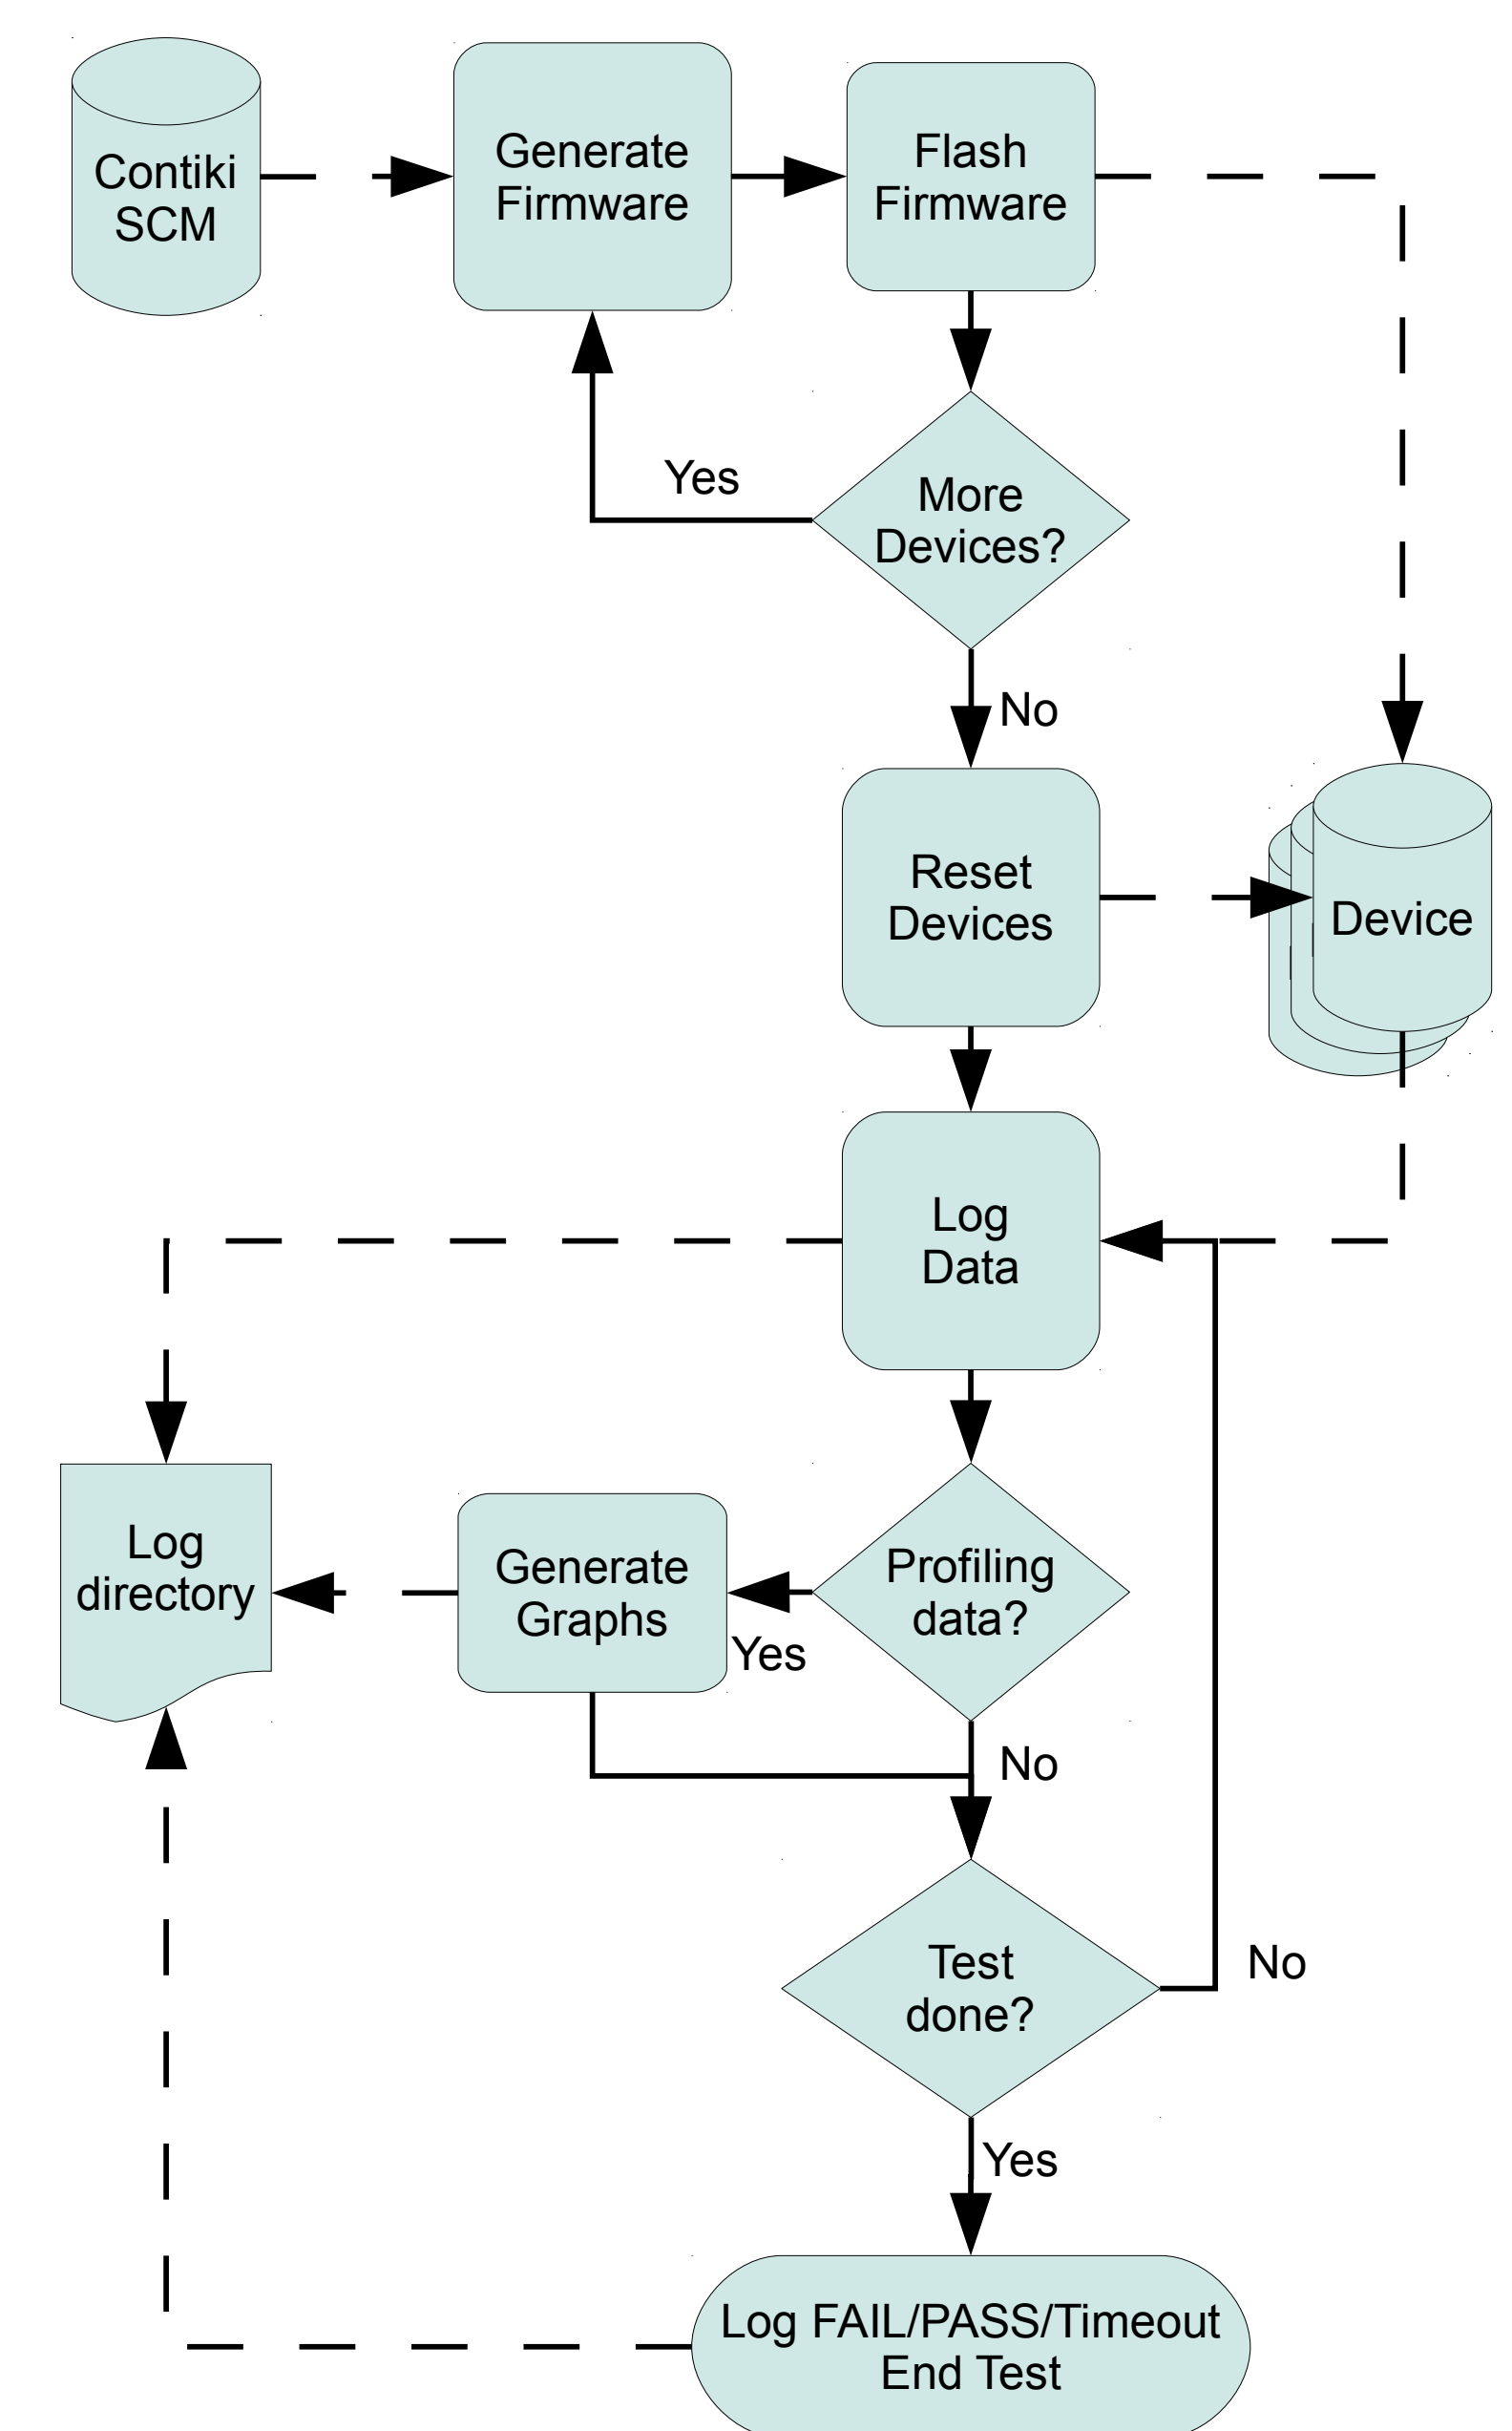 Contiki
SCM
Generate
Firmware
Flash
Firmware
Yes
More
Devices?
No
Reset
Devices
Device
Log
Data
Log
directory
Generate
Graphs
Profiling
data?
Yes
No
Test
done?
No
Yes
Log FAIL/PASS/Timeout
End Test